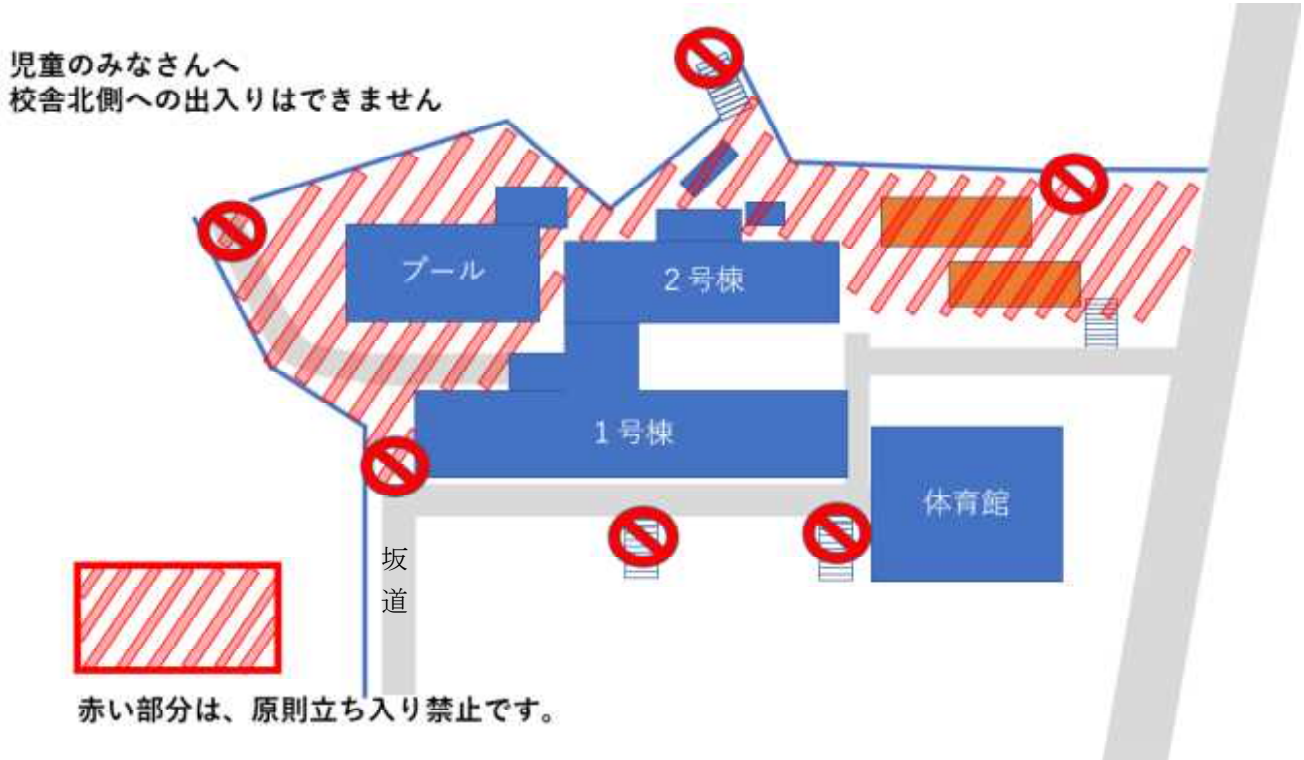 児童のみなさんへ
校舎北側への出入りはできません
プール
２号棟
１号棟
体育館
坂
道
赤い部分は、原則立ち入り禁止です。